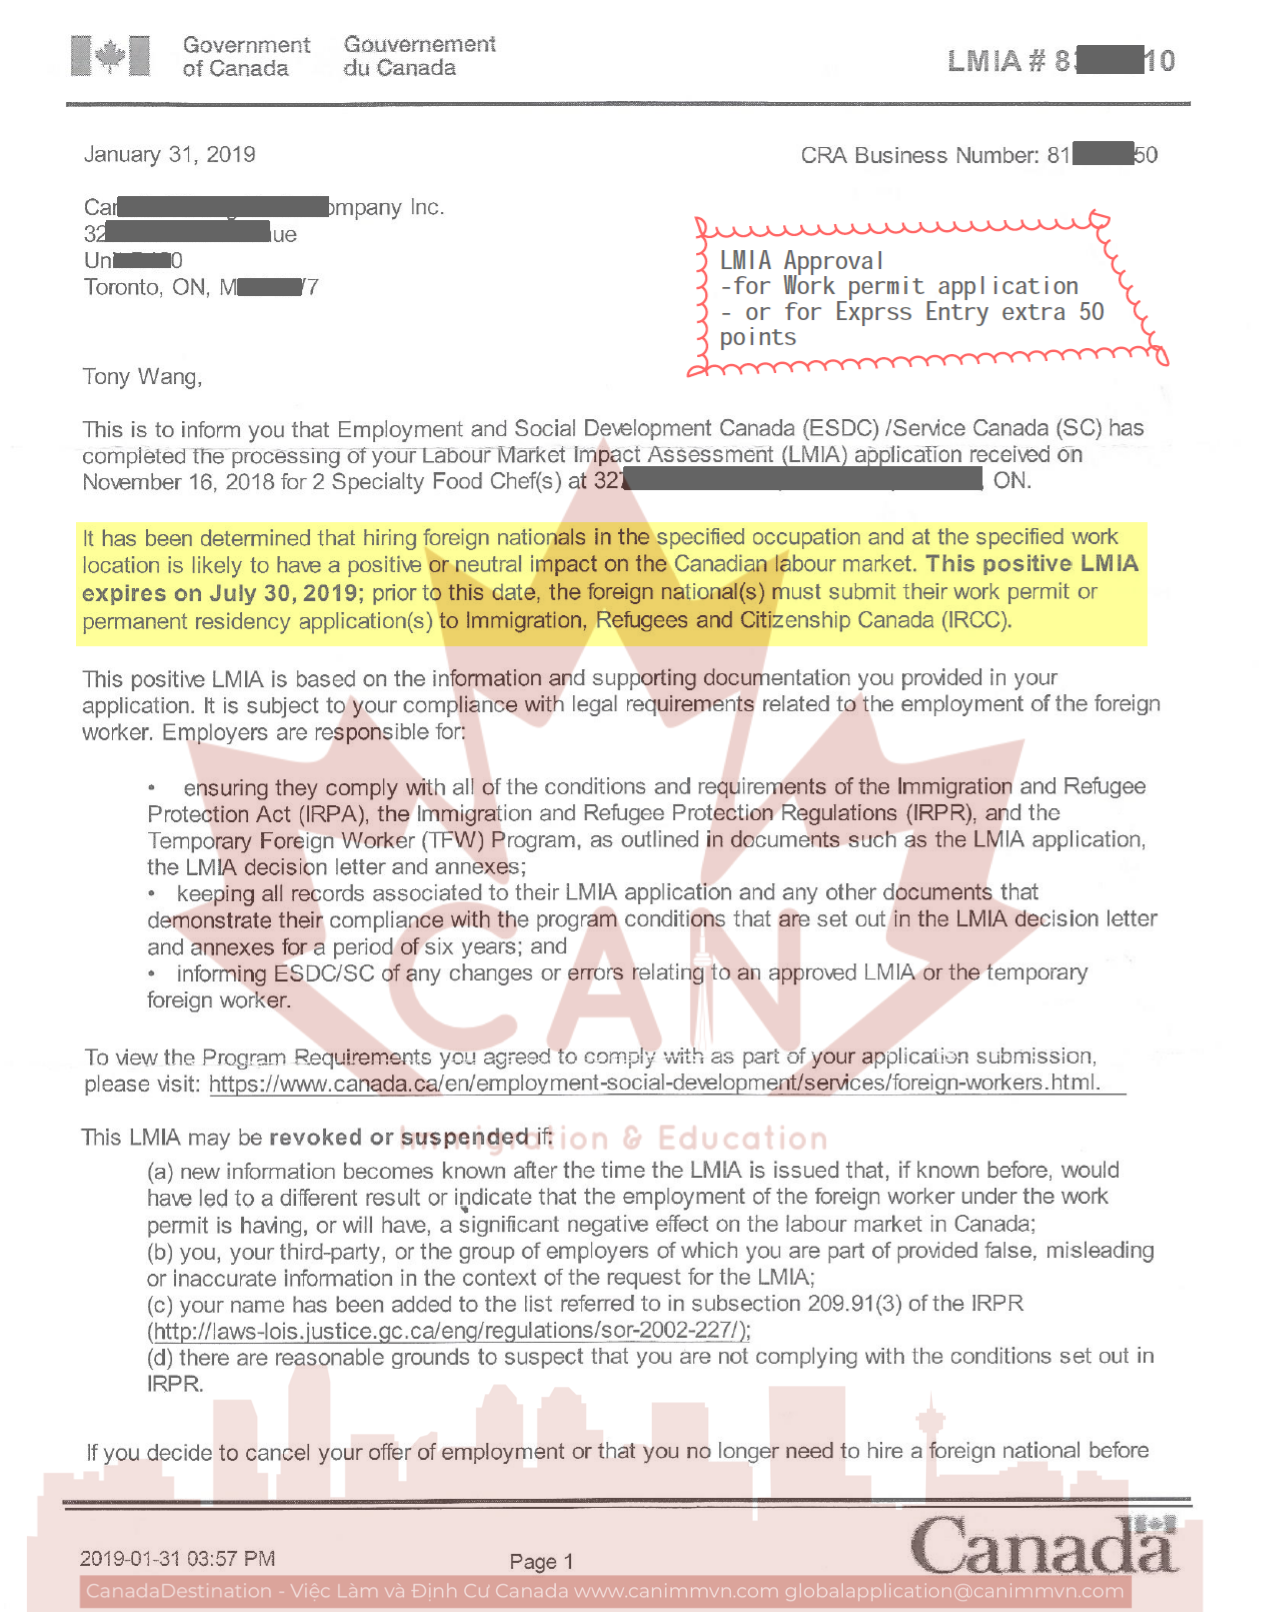 Government Gouvernement
of Canada du Canada
LMIA # 8 10
January 31, 2019 CRA Business Number: 81 50
Car ompany Inc.
32 ue
Uni 0
Toronto, ON, M 7
LMIA Approval
-for Work permit application
- or for Exprss Entry extra 50
points
Tony Wang,
This is to inform you that Employment and Social Development Canada (ESDC) /Service Canada (SC) has
completed the processing of your Labour Market Impact Assessment (LMIA) application received on
November 16, 2018 for 2 Specialty Food Chef(s) at 32 ON.
It has been determined that hiring foreign nationals in the specified occupation and at the specified work
location is likely to have a positive or neutral impact on the Canadian labour market. This positive LMIA
expires on July 30, 2019; prior to this date, the foreign national(s) must submit their work permit or
permanent residency application(s) to Immigration, Refugees and Citizenship Canada (IRCC).
This positive LMIA is based on the information and supporting documentation you provided in your
application. It is subject to your compliance with legal requirements related to the employment of the foreign
worker. Employers are responsible for:
• ensuring they comply with all of the conditions and requirements of the Immigration and Refugee
Protection Act (IRPA), the Immigration and Refugee Protection Regulations (IRPR), and the
Temporary Foreign Worker (TFW) Program, as outlined in documents such as the LMIA application,
the LMIA decision letter and annexes;
• keeping all records associated to their LMIA application and any other documents that
demonstrate their compliance with the program conditions that are set out in the LMIA decision letter
and annexes for a period of six years; and
• informing ESDC/SC of any changes or errors relating to an approved LMIA or the temporary
foreign worker.
CAN
To view the Program Requirements you agreed to comply with as part of your application submission,
please visit: https://www.canada.ca/en/employment-social-development/services/foreign-workers.html.
This LMIA may be revoked or suspended if:
Immigration & Education
(a) new information becomes known after the time the LMIA is issued that, if known before, would
have led to a different result or indicate that the employment of the foreign worker under the work
permit is having, or will have, a significant negative effect on the labour market in Canada;
(b) you, your third-party, or the group of employers of which you are part of provided false, misleading
or inaccurate information in the context of the request for the LMIA;
(c) your name has been added to the list referred to in subsection 209.91(3) of the IRPR
(http://laws-lois.justice.gc.ca/eng/regulations/sor-2002-227/);
(d) there are reasonable grounds to suspect that you are not complying with the conditions set out in
IRPR.
If you decide to cancel your offer of employment or that you no longer need to hire a foreign national before
2019-01-31 03:57 PM Page 1 Canada
CanadaDestination - Việc Làm và Định Cư Canada www.canimmvn.com globalapplication@canimmvn.com